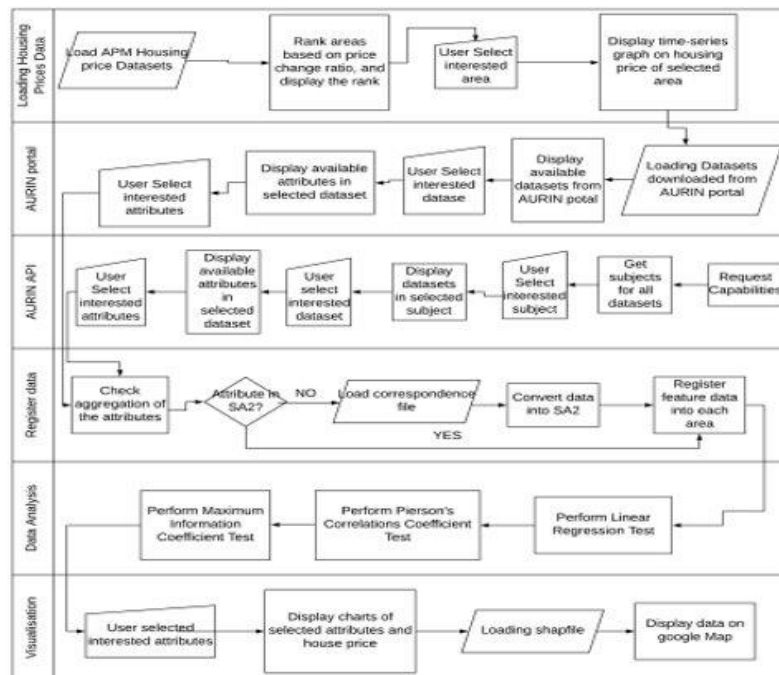 Loading Housing
Prices Data
Load APM Housing
price Datasets
Rank areas
based on price
change ratio, and
display the rank
User Select
interested
area
Display time-series
graph on housing
price of selected
area
AURIN portal
User Select
interested
attributes
Display available
attributes in
selected dataset
User Select
interested
datase
Display
available
datasets from
AURIN potal
Loading Datasets
downloaded from
AURIN portal
AURIN API
User
Select
interested
attributes
Display
available
attributes in
selected
dataset
User
select
interested
dataset
Display
datasets
in selected
subject
User
Select
interested
subject
Get
subjects
for all
datasets
Request
Capabilities
Register data
Check
aggregation of
the attributes
Attribute in
SA2?
NO
YES
Load correspondence
file
Convert data
into SA2
Register
feature data
into each
area
Data Analysis
Perform Maximum
Information
Coefficient Test
Perform Pierson's
Correlations Coefficient
Test
Perform Linear
Regression Test
Visualisation
User selected
interested attributes
Display charts of
selected attributes and
house price
Loading shapfile
Display data on
google Map